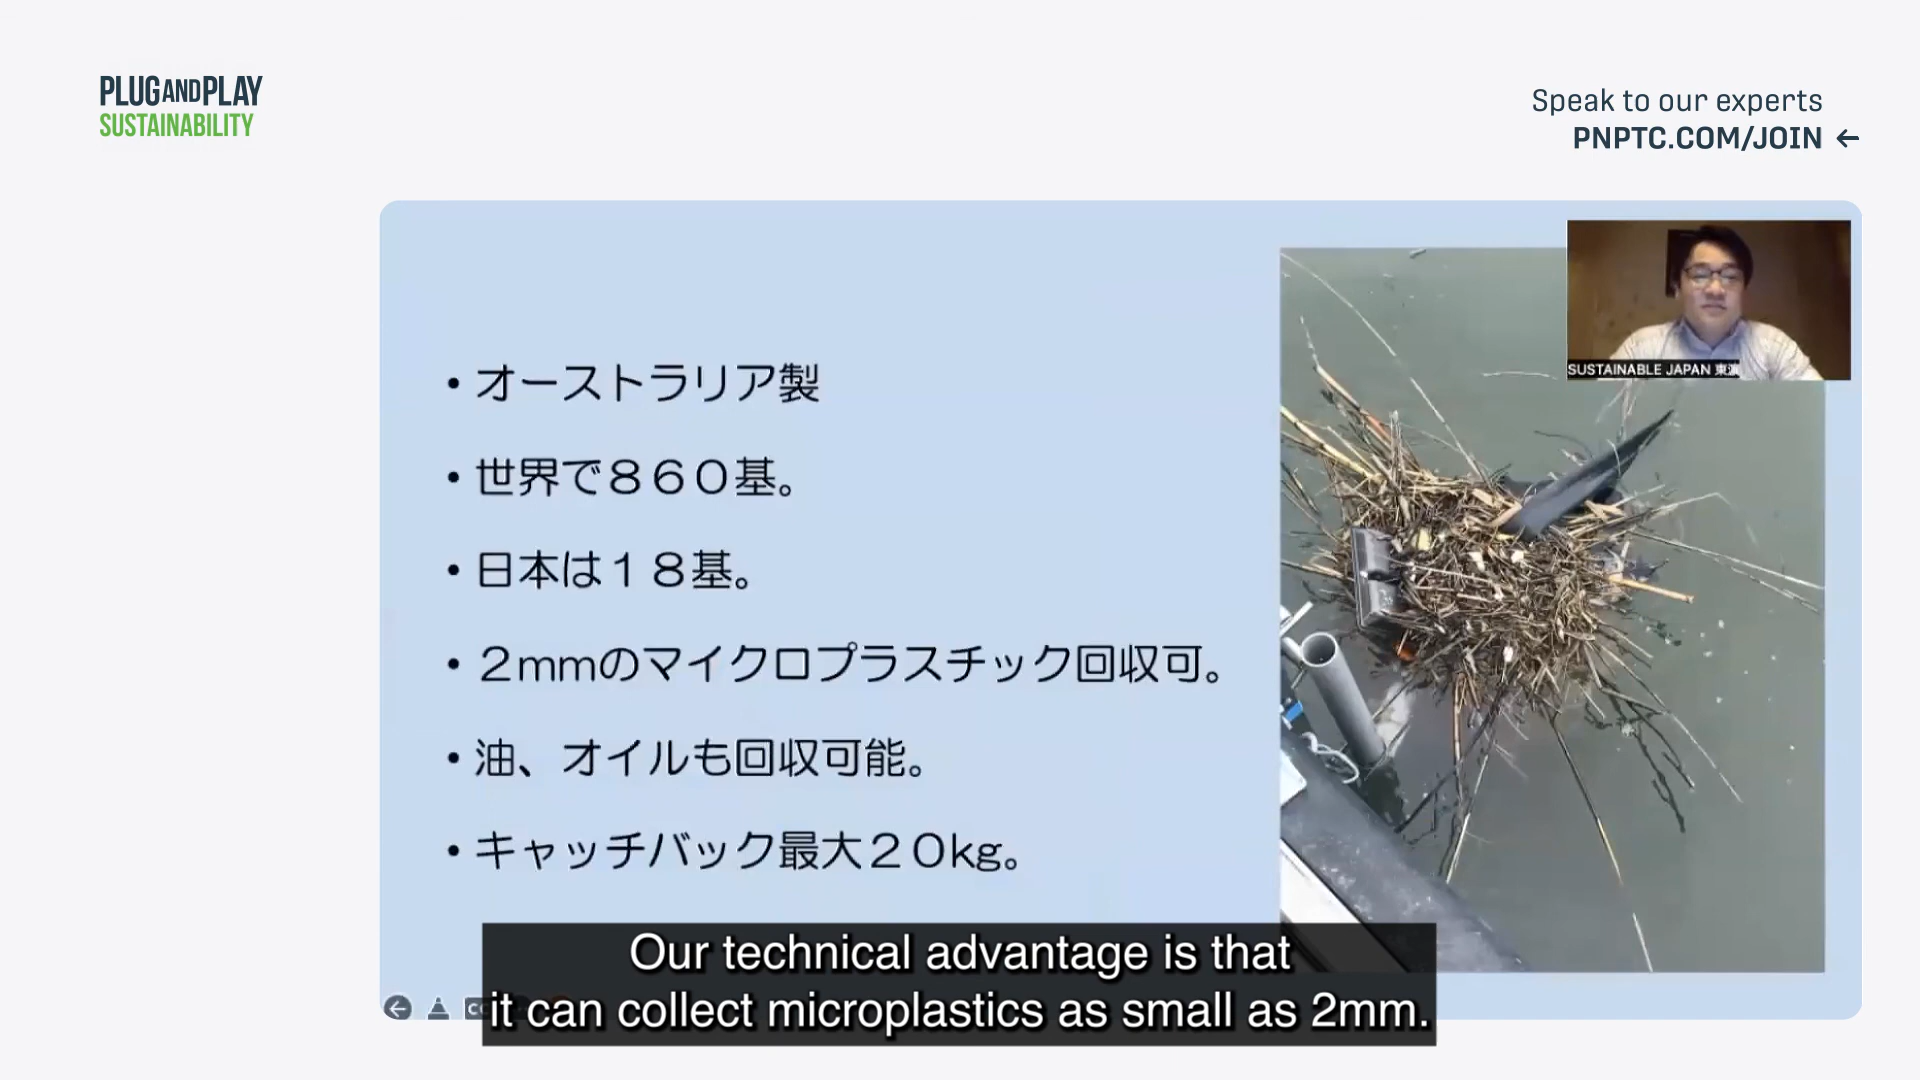 PLUGANDPLAY
SUSTAINABILITY
Speak to our experts
PNPTC.COM/JOIN ←
SUSTAINABLE JAPAN 東濵
• オーストラリア製
• 世界で８６０基。
• 日本は１８基。
• ２mmのマイクロプラスチック回収可。
• 油、オイルも回収可能。
• キャッチバック最大２０kg。
Our technical advantage is that
it can collect microplastics as small as 2mm.